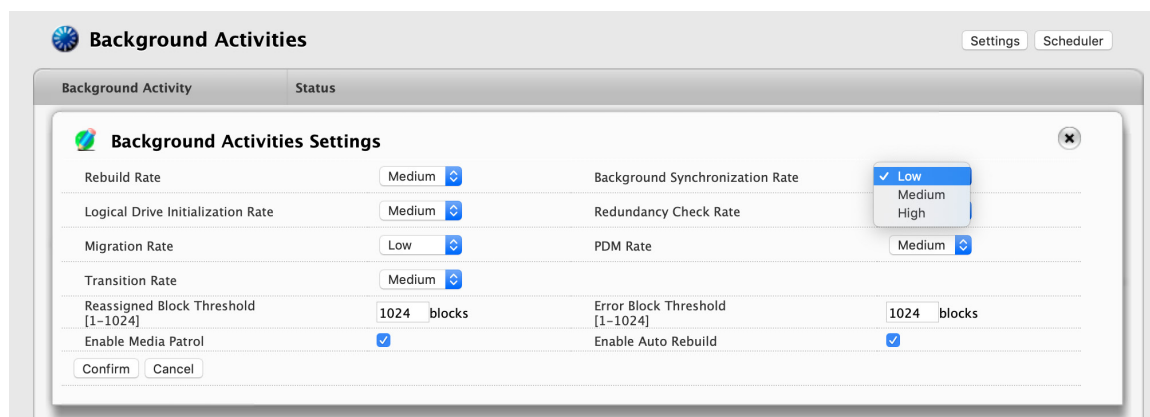 Background Activities
Settings Scheduler
Background Activity Status
Background Activities Settings
Rebuild Rate Medium Background Synchronization Rate Low
Medium
High
Logical Drive Initialization Rate Medium Redundancy Check Rate
Migration Rate Low PDM Rate Medium
Transition Rate Medium
Reassigned Block Threshold
[1-1024] 1024 blocks Error Block Threshold
[1-1024] 1024 blocks
Enable Media Patrol Enable Auto Rebuild
Confirm Cancel